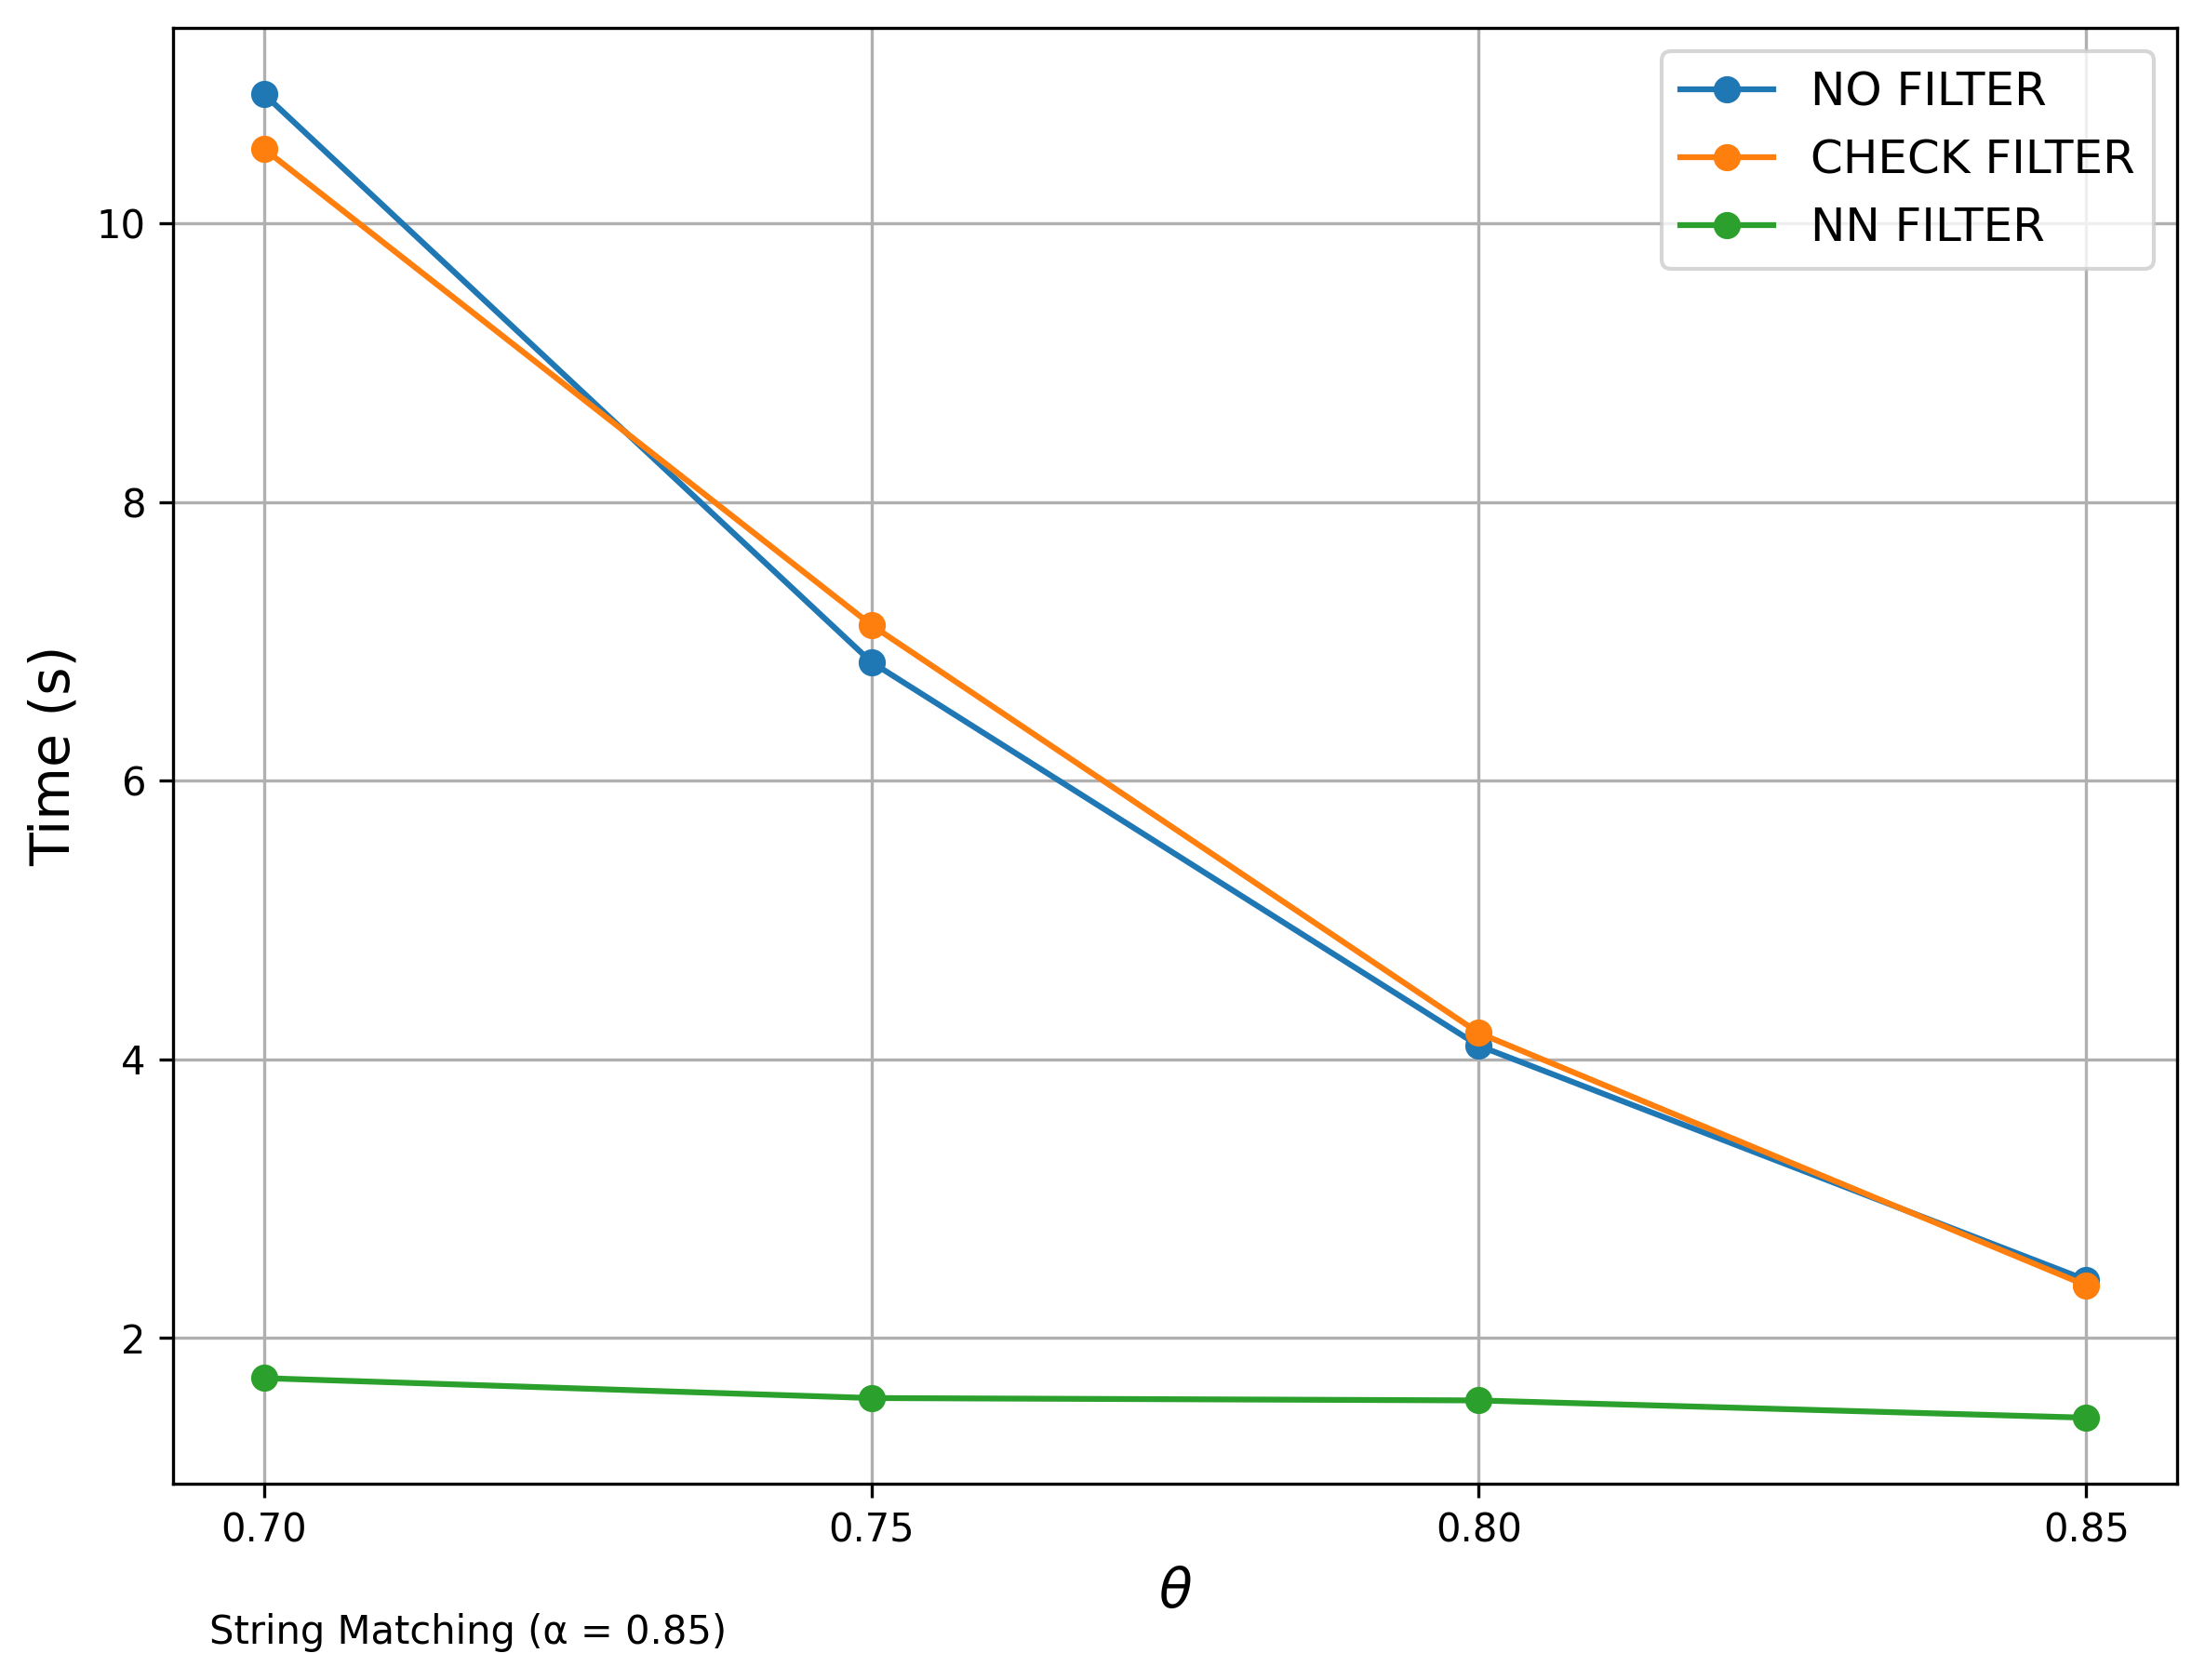 NO FILTER
CHECK FILTER
NN FILTER
Time (s)
10
8
6
4
2
0.70 0.75 0.80 0.85
θ
String Matching (α = 0.85)